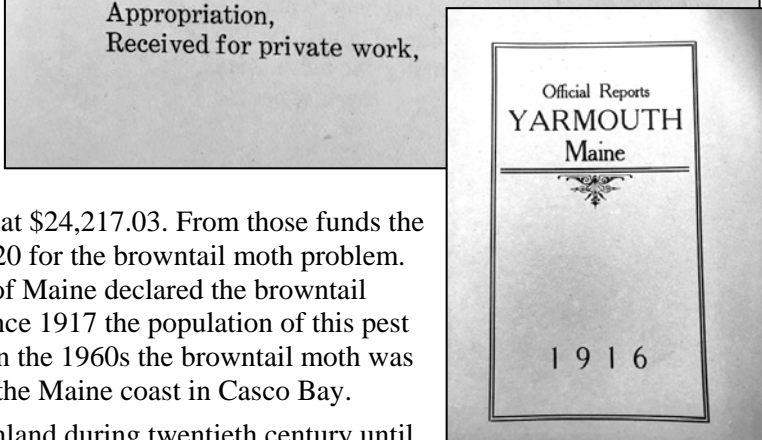 Appropriation,
Received for private work,
Official Reports
YARMOUTH
Maine
1916
at $24,217.03. From those funds the
20 for the browntail moth problem.
of Maine declared the browntail
nce 1917 the population of this pest
n the 1960s the browntail moth was
the Maine coast in Casco Bay.
nland during twentieth century until